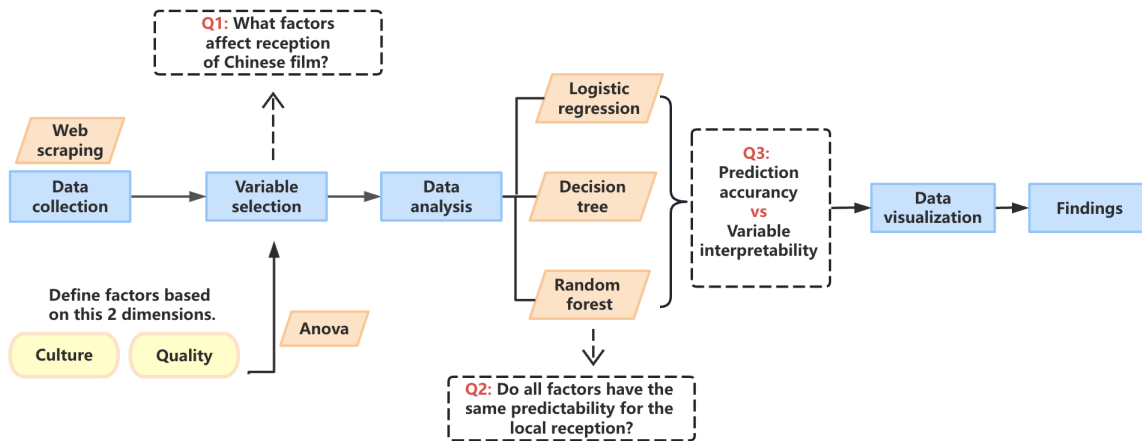 Q1: What factors
affect reception
of Chinese film?
Web
scraping
Data
collection
Variable
selection
Data
analysis
Logistic
regression
Decision
tree
Random
forest
Q3:
Prediction
accurancy
vs
Variable
interpretability
Data
visualization
Findings
Define factors based
on this 2 dimensions.
Culture
Quality
Anova
Q2: Do all factors have the
same predictability for the
local reception?